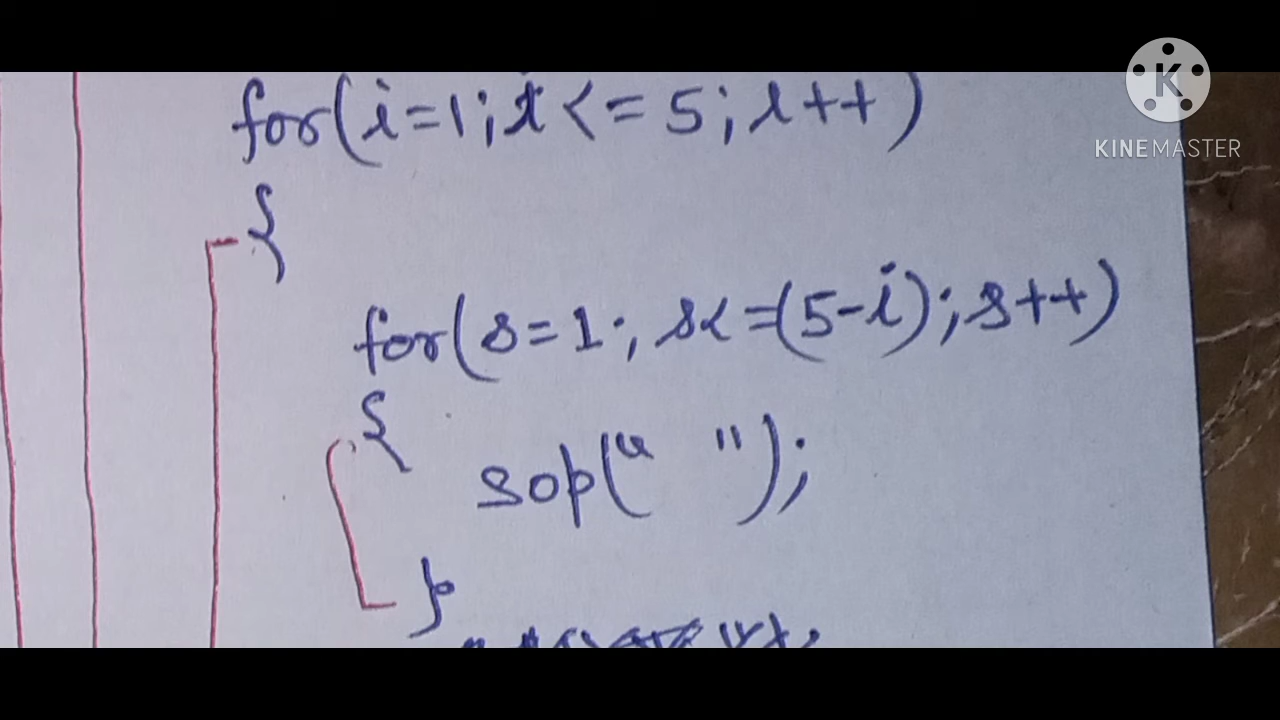 for(i=1;i<=5;i++)
KINEMASTER
{
for(s=1; s<=(5-i);s++)
{
sop(" ");
}